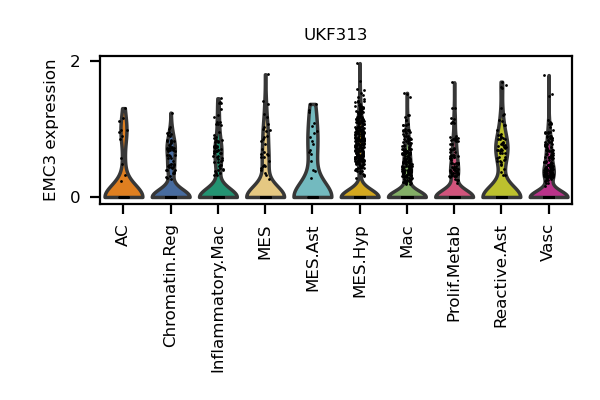 UKF313
EMC3 expression
2
0
AC
Chromatin.Reg
Inflammatory.Mac
MES
MES.Ast
MES.Hyp
Mac
Prolif.Metab
Reactive.Ast
Vasc